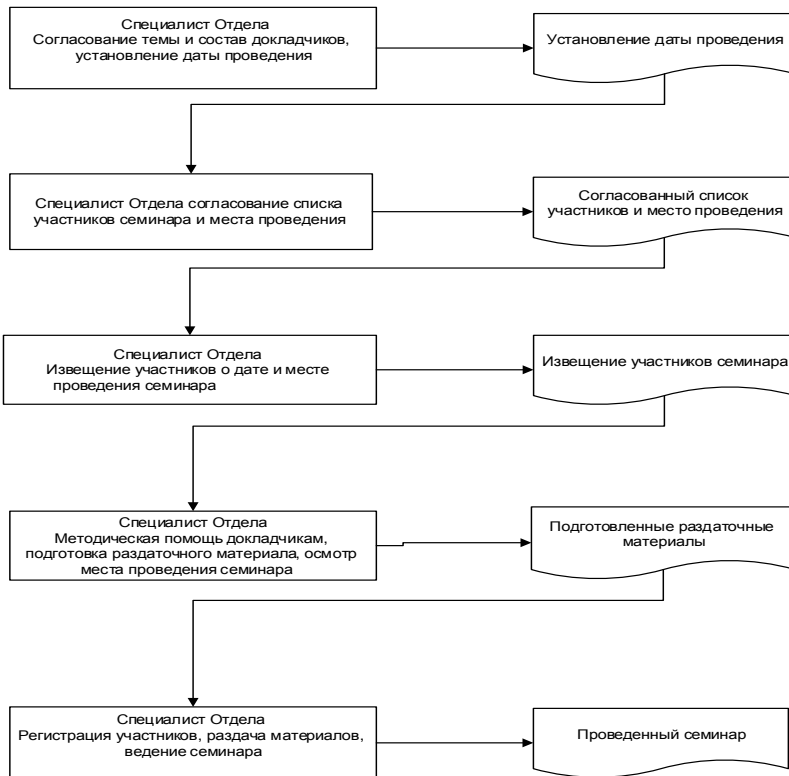 Специалист Отдела
Согласование темы и состав докладчиков,
установление даты проведения
Установление даты проведения
Специалист Отдела согласование списка
участников семинара и места проведения
Согласованный список
участников и место проведения
Специалист Отдела
Извещение участников о дате и месте
проведения семинара
Извещение участников семинара
Специалист Отдела
Методическая помощь докладчикам,
подготовка раздаточного материала, осмотр
места проведения семинара
Подготовленные раздаточные
материалы
Специалист Отдела
Регистрация участников, раздача материалов,
ведение семинара
Проведенный семинар